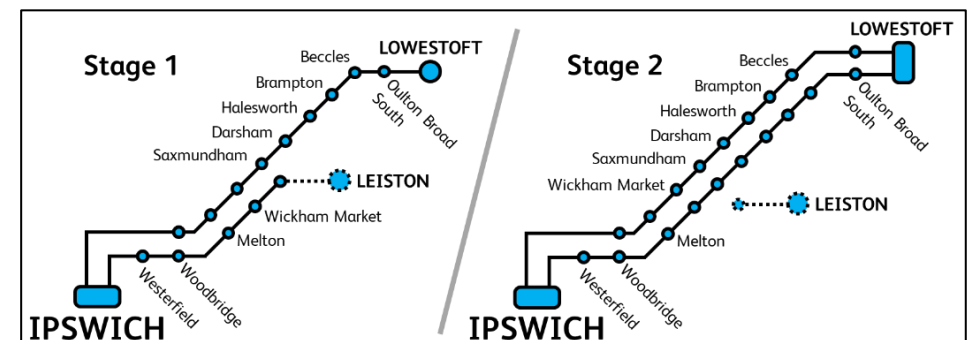 Stage 1
LOWESTOFT
Beccles
Brampton
Oulton Broad
South
Halesworth
Darsham
Saxmundham
LEISTON
Wickham Market
Melton
Woodbridge
Westerfield
IPSWICH
Stage 2
LOWESTOFT
Beccles
Brampton
Oulton Broad
South
Halesworth
Darsham
Saxmundham
Wickham Market
LEISTON
Melton
Woodbridge
Westerfield
IPSWICH